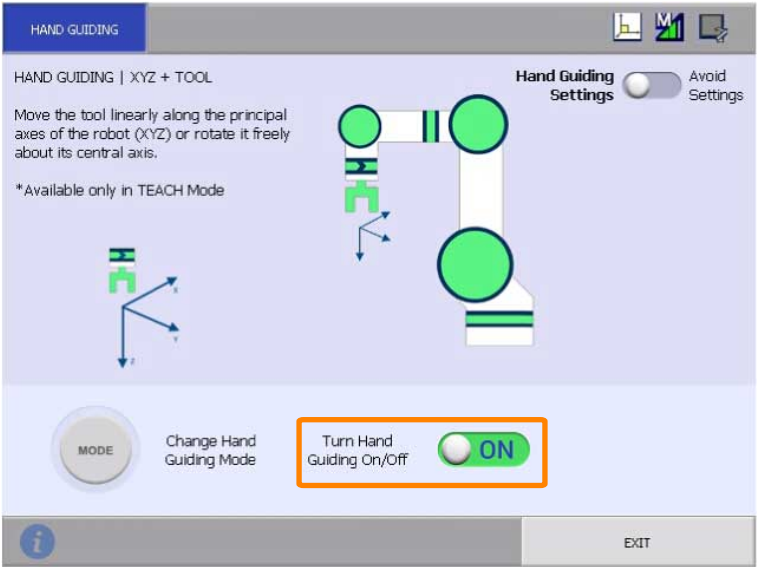 HAND GUIDING
HAND GUIDING | XYZ + TOOL
Move the tool linearly along the principal
axes of the robot (XYZ) or rotate it freely
about its central axis.
*Available only in TEACH Mode
Hand Guiding
Settings
Avoid
Settings
X
Y
Z
MODE
Change Hand
Guiding Mode
Turn Hand
Guiding On/Off
ON
i
EXIT